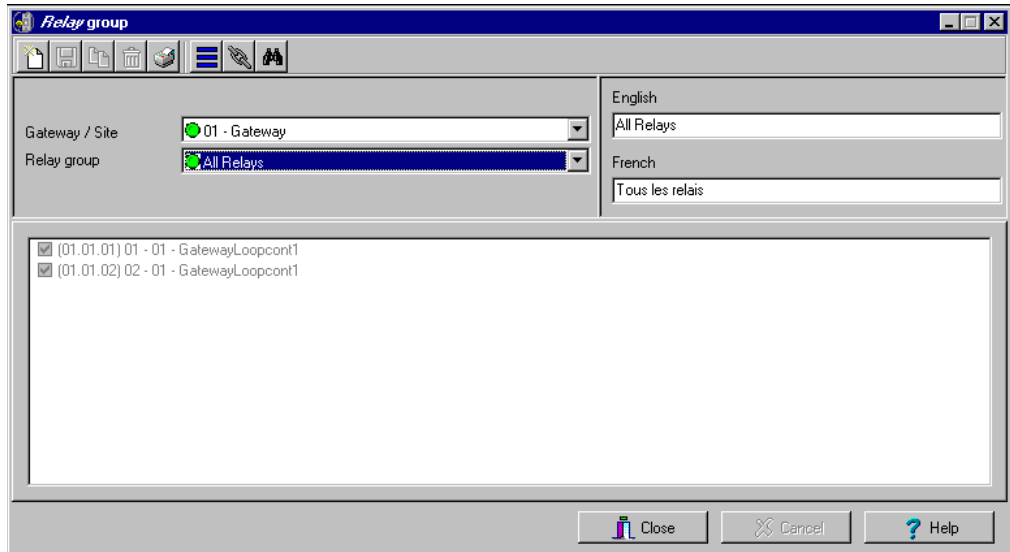 Relay group
Gateway / Site
01 - Gateway
Relay group
All Relays
English
All Relays
French
Tous les relais
(01.01.01) 01 - 01 - GatewayLoopcont1
(01.01.02) 02 - 01 - GatewayLoopcont1
Close
Cancel
? Help